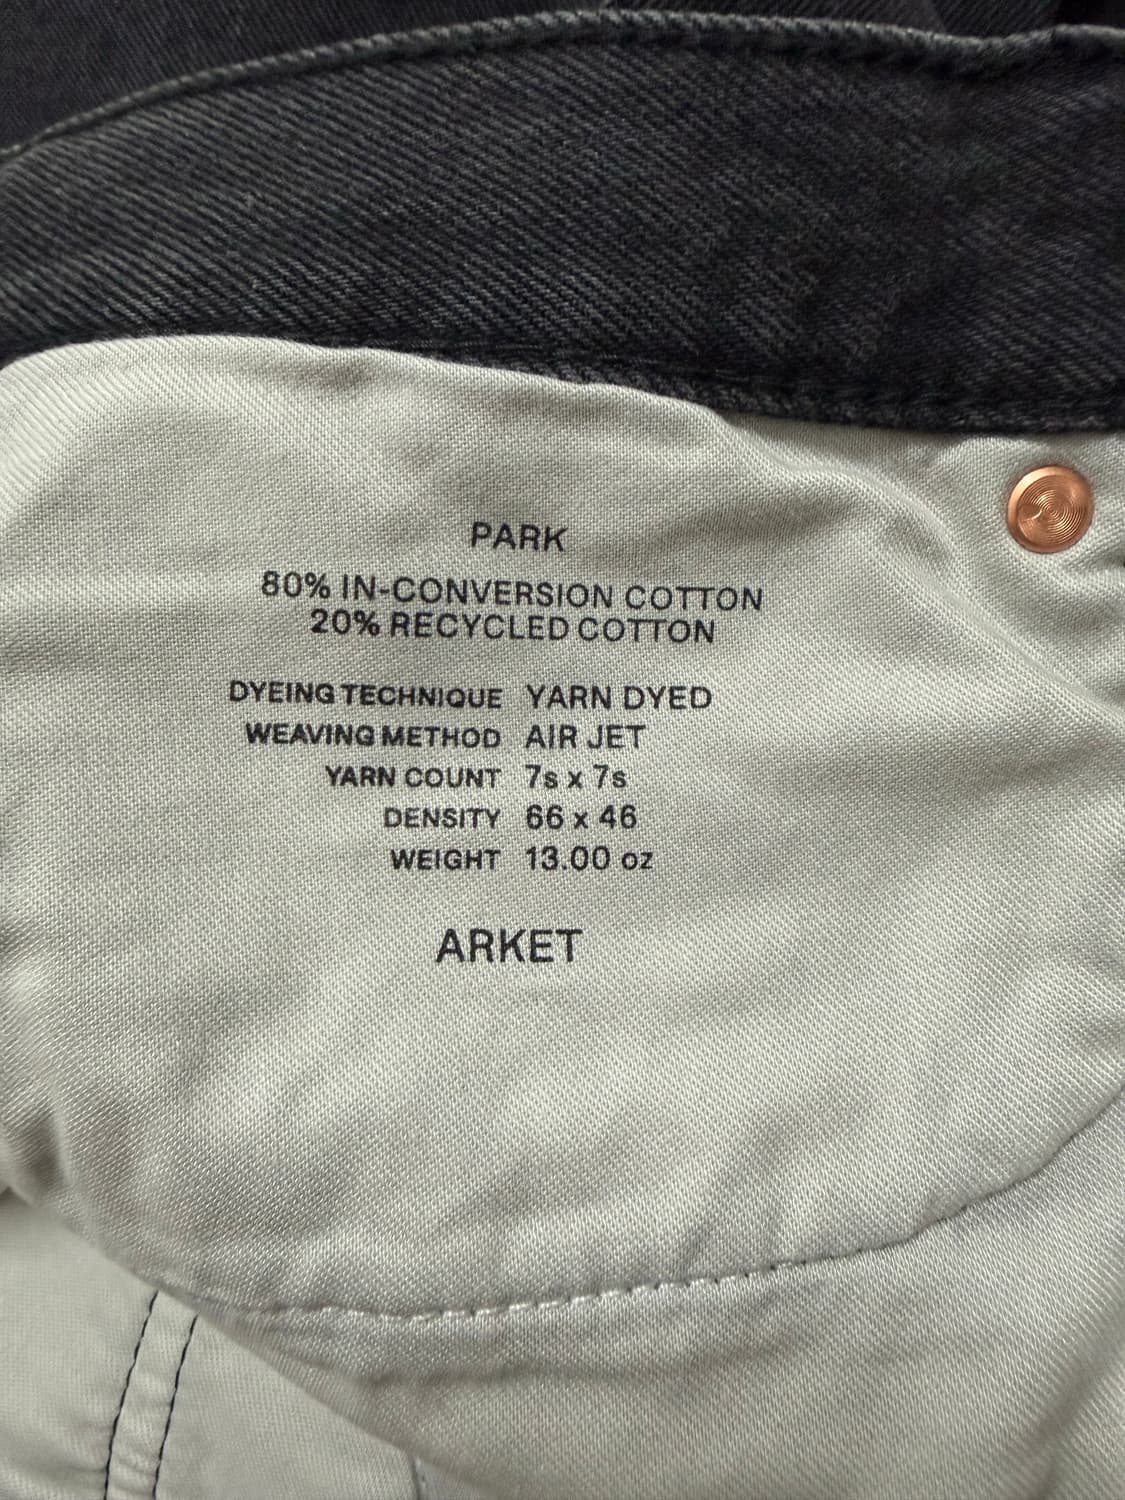 PARK
80% IN-CONVERSION COTTON
20% RECYCLED COTTON
DYEING TECHNIQUE YARN DYED
WEAVING METHOD AIR JET
YARN COUNT 7s x 7s
DENSITY 66 x 46
WEIGHT 13.00 oz
ARKET